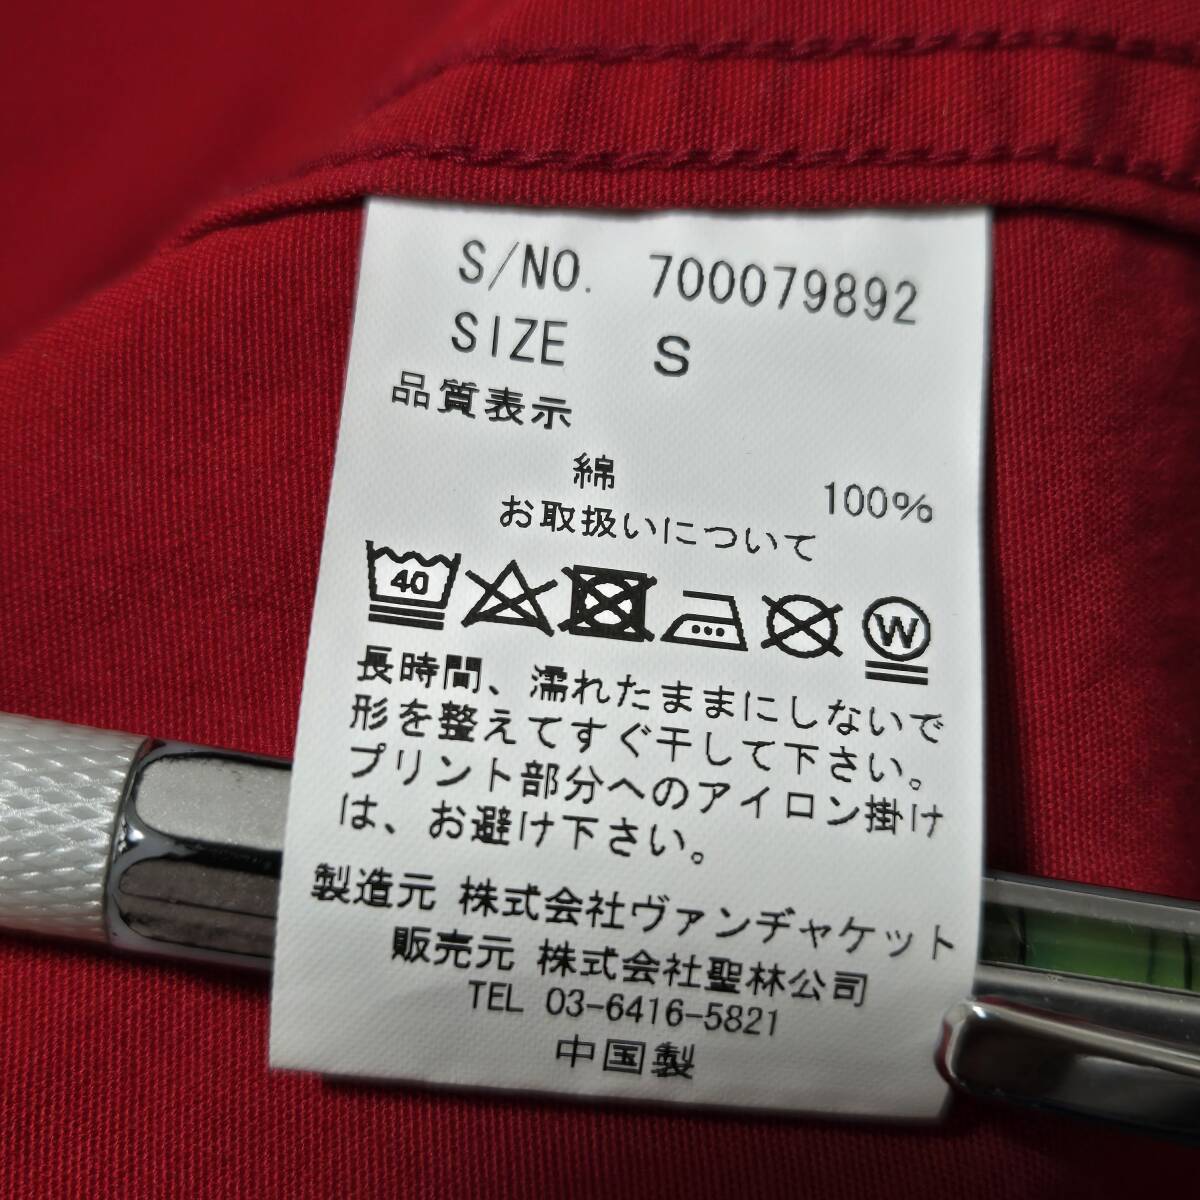 S/NO. 700079892
SIZE S
品質表示
綿 100%
お取扱いについて
40 W
長時間、濡れたままにしないで
形を整えてすぐ干して下さい。
プリント部分へのアイロン掛け
は、お避け下さい。
製造元 株式会社ヴァンヂャケット
販売元 株式会社聖林公司
TEL 03-6416-5821
中国製